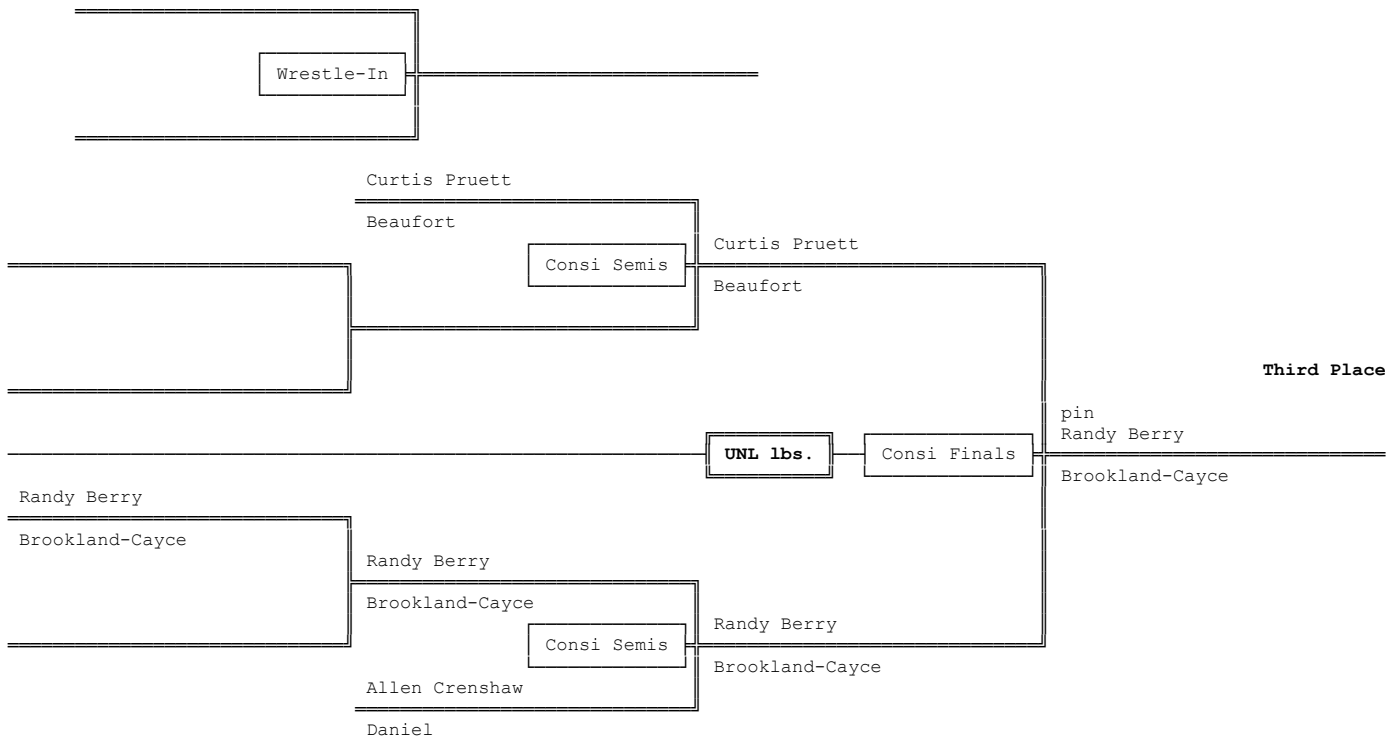 Wrestle-In
Curtis Pruett
Beaufort
Consi Semis
Curtis Pruett
Beaufort
Third Place
pin
Randy Berry
UNL lbs.
Consi Finals
Brookland-Cayce
Randy Berry
Brookland-Cayce
Randy Berry
Brookland-Cayce
Consi Semis
Randy Berry
Brookland-Cayce
Allen Crenshaw
Daniel